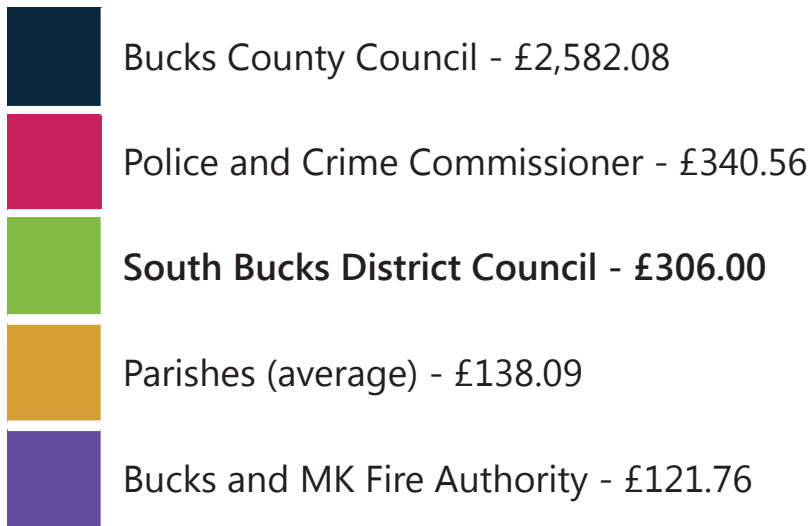 Bucks County Council - £2,582.08
Police and Crime Commissioner - £340.56
South Bucks District Council - £306.00
Parishes (average) - £138.09
Bucks and MK Fire Authority - £121.76